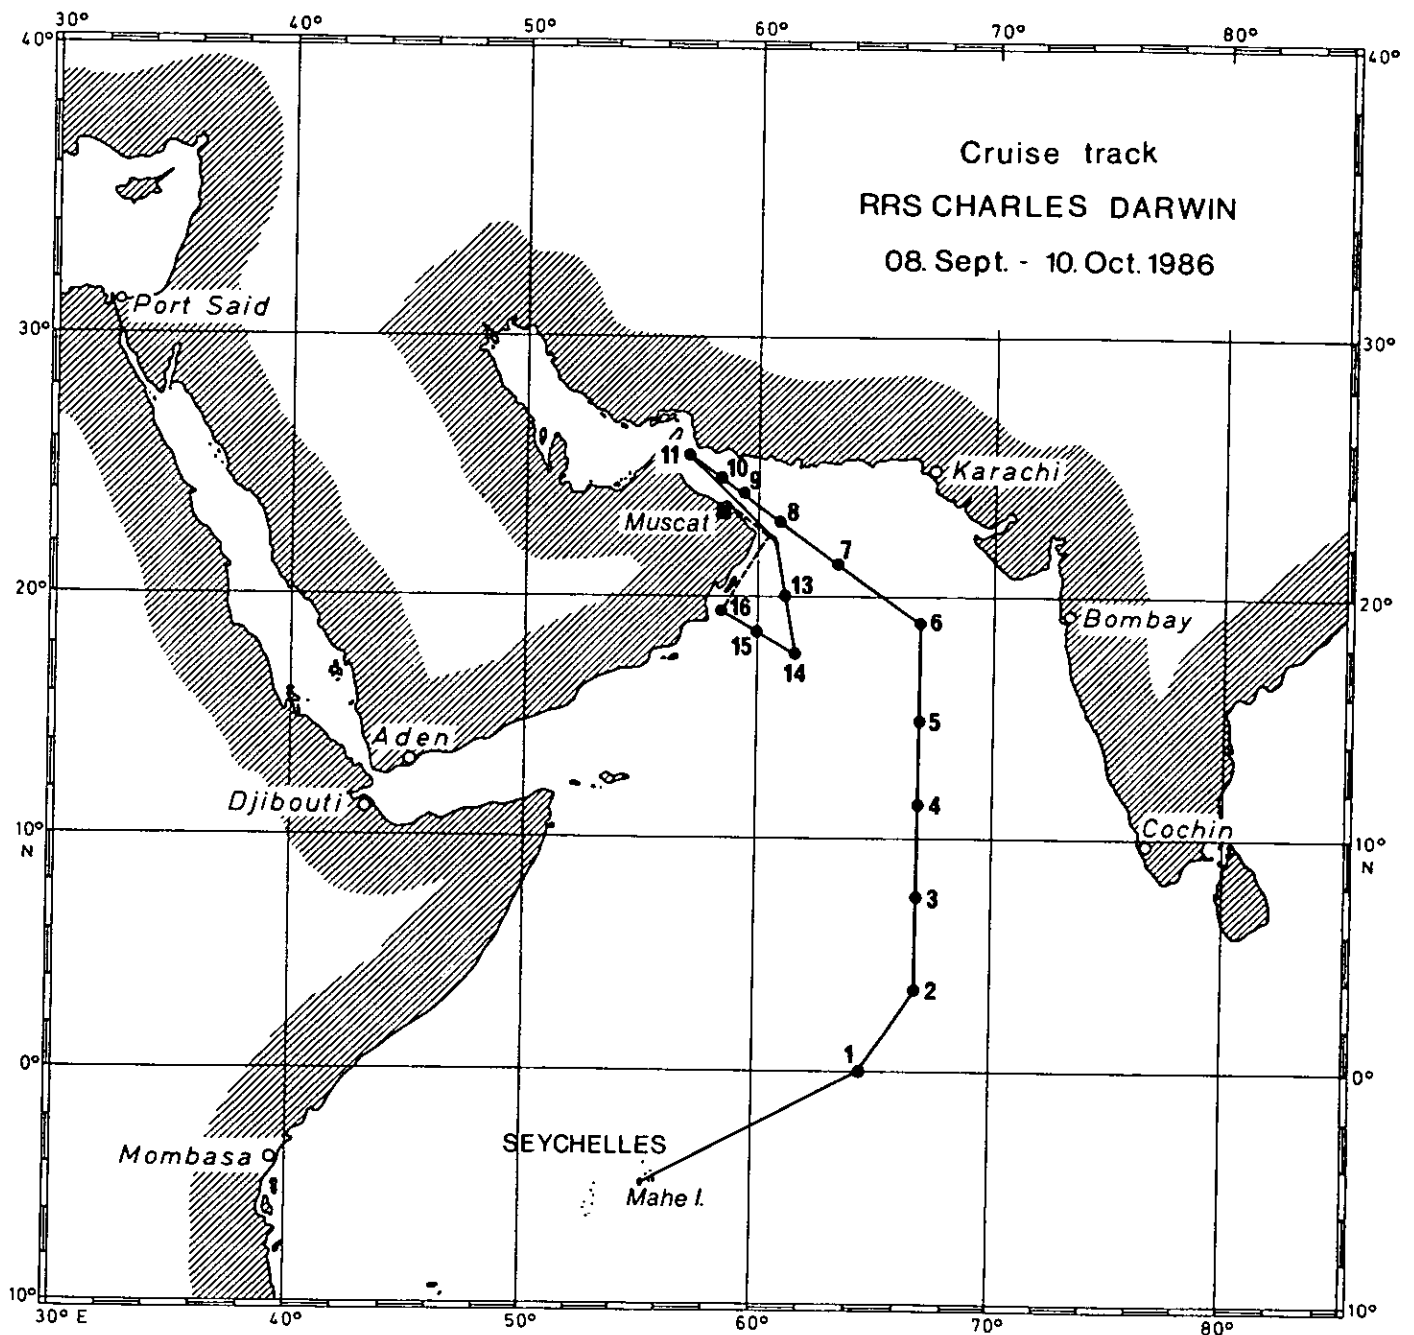 30° 40° 50° 60° 70° 80°
40° 40°
Cruise track
RRS CHARLES DARWIN
08. Sept. - 10. Oct. 1986
Port Said
30° 30°
11 10 9
Karachi
Muscat 8
7
20° 13 20°
16 6 Bombay
15
14
5
Aden
Djibouti 4
10° Cochin 10°
N N
3
2
1
0° 0°
SEYCHELLES
Mombasa
Mahe I.
10° 10°
30° E 40° 50° 60° 70° 80°